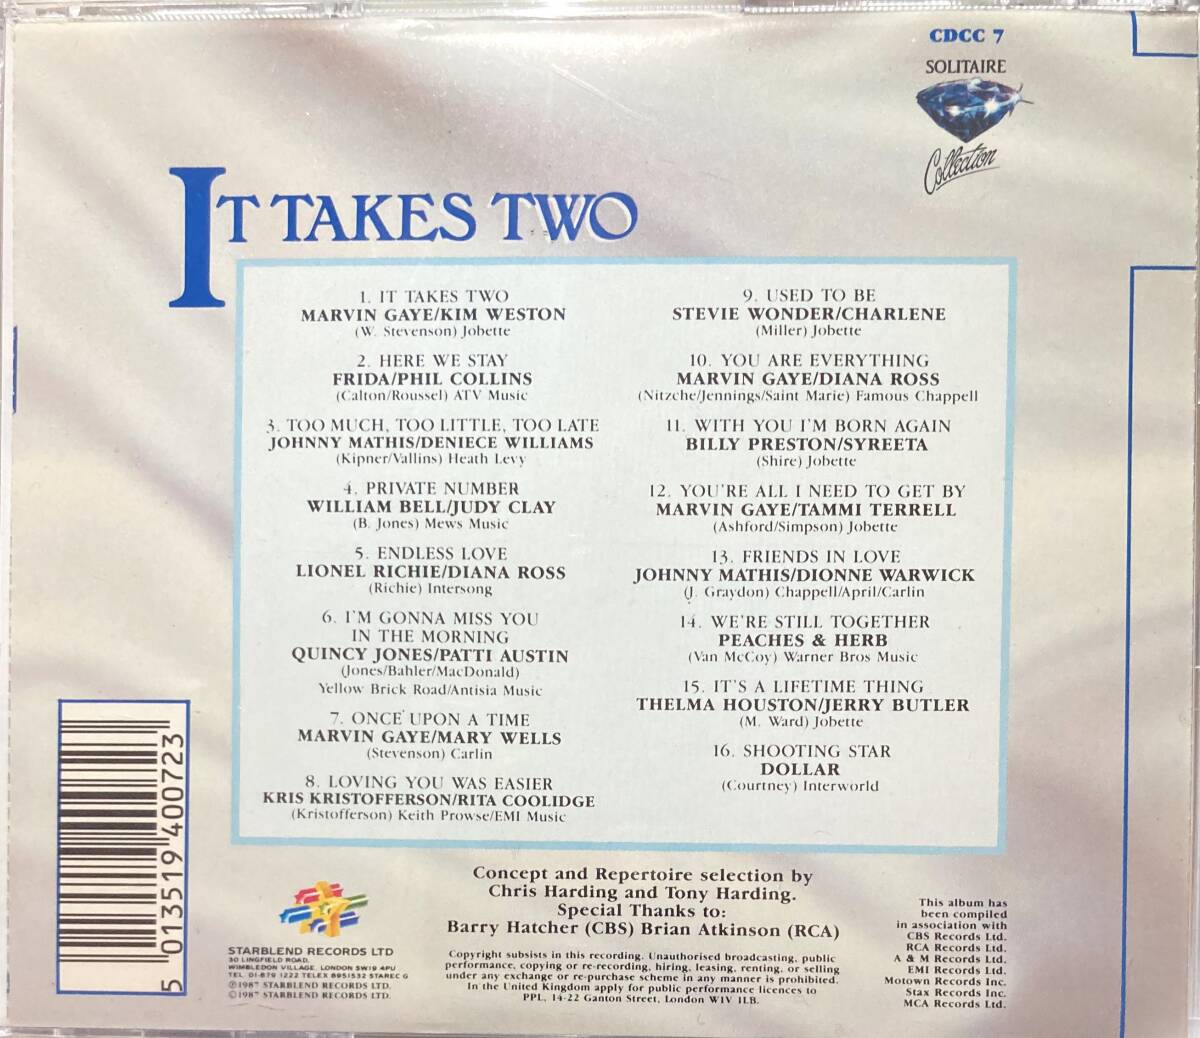 CDCC 7
SOLITAIRE
Collection
IT TAKES TWO
1. IT TAKES TWO
MARVIN GAYE/KIM WESTON
(W. Stevenson) Jobette
2. HERE WE STAY
FRIDA/PHIL COLLINS
(Calton/Roussel) ATV Music
3. TOO MUCH, TOO LITTLE, TOO LATE
JOHNNY MATHIS/DENIECE WILLIAMS
(Kipner/Vallins) Heath Levy
4. PRIVATE NUMBER
WILLIAM BELL/JUDY CLAY
(B. Jones) Mews Music
5. ENDLESS LOVE
LIONEL RICHIE/DIANA ROSS
(Richie) Intersong
6. I'M GONNA MISS YOU
IN THE MORNING
QUINCY JONES/PATTI AUSTIN
(Jones/Bahler/MacDonald)
Yellow Brick Road/Antisia Music
7. ONCE UPON A TIME
MARVIN GAYE/MARY WELLS
(Stevenson) Carlin
8. LOVING YOU WAS EASIER
KRIS KRISTOFFERSON/RITA COOLIDGE
(Kristofferson) Keith Prowse/EMI Music
9. USED TO BE
STEVIE WONDER/CHARLENE
(Miller) Jobette
10. YOU ARE EVERYTHING
MARVIN GAYE/DIANA ROSS
(Nitzche/Jennings/Saint Marie) Famous Chappell
11. WITH YOU I'M BORN AGAIN
BILLY PRESTON/SYREETA
(Shire) Jobette
12. YOU'RE ALL I NEED TO GET BY
MARVIN GAYE/TAMMI TERRELL
(Ashford/Simpson) Jobette
13. FRIENDS IN LOVE
JOHNNY MATHIS/DIONNE WARWICK
(J. Graydon) Chappell/April/Carlin
14. WE'RE STILL TOGETHER
PEACHES & HERB
(Van McCoy) Warner Bros Music
15. IT'S A LIFETIME THING
THELMA HOUSTON/JERRY BUTLER
(M. Ward) Jobette
16. SHOOTING STAR
DOLLAR
(Courtney) Interworld
5 013519 400723
STARBLEND RECORDS LTD
30 LINGFIELD ROAD,
WIMBLEDON VILLAGE, LONDON SW19 4PU
TEL. 01-879 1222 TELEX 8951532 STAREC G
℗1987 STARBLEND RECORDS LTD.
©1987 STARBLEND RECORDS LTD.
Concept and Repertoire selection by
Chris Harding and Tony Harding.
Special Thanks to:
Barry Hatcher (CBS) Brian Atkinson (RCA)
Copyright subsists in this recording. Unauthorised broadcasting, public
performance, copying or re-recording, hiring, leasing, renting, or selling
under any exchange or re-purchase scheme in any manner is prohibited.
In the United Kingdom apply for public performance licences to
PPL, 14-22 Ganton Street, London W1V 1LB.
This album has
been compiled
in association with
CBS Records Ltd.
RCA Records Ltd.
A & M Records Ltd.
EMI Records Ltd.
Motown Records Inc.
Stax Records Inc.
MCA Records Ltd.